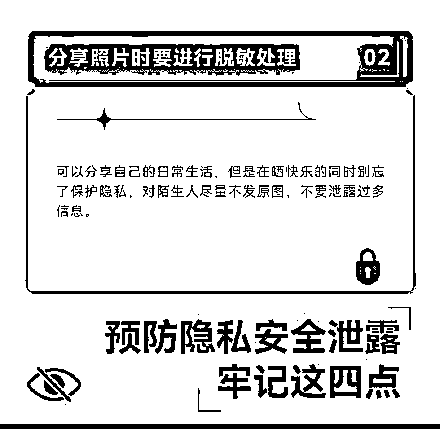 分享照片时要进行脱敏处理
02
可以分享自己的日常生活，但是在晒快乐的同时别忘
了保护隐私，对陌生人尽量不发原图，不要泄露过多
信息。
预防隐私安全泄露
牢记这四点